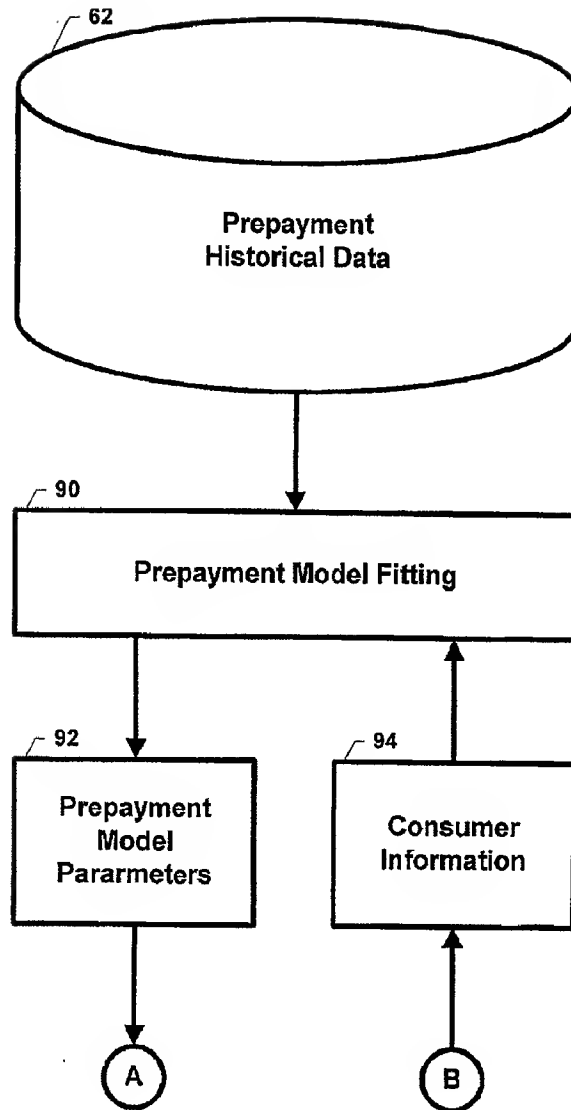 62
Prepayment
Historical Data
90
Prepayment Model Fitting
92
Prepayment
Model
Pararmeters
94
Consumer
Information
A
B